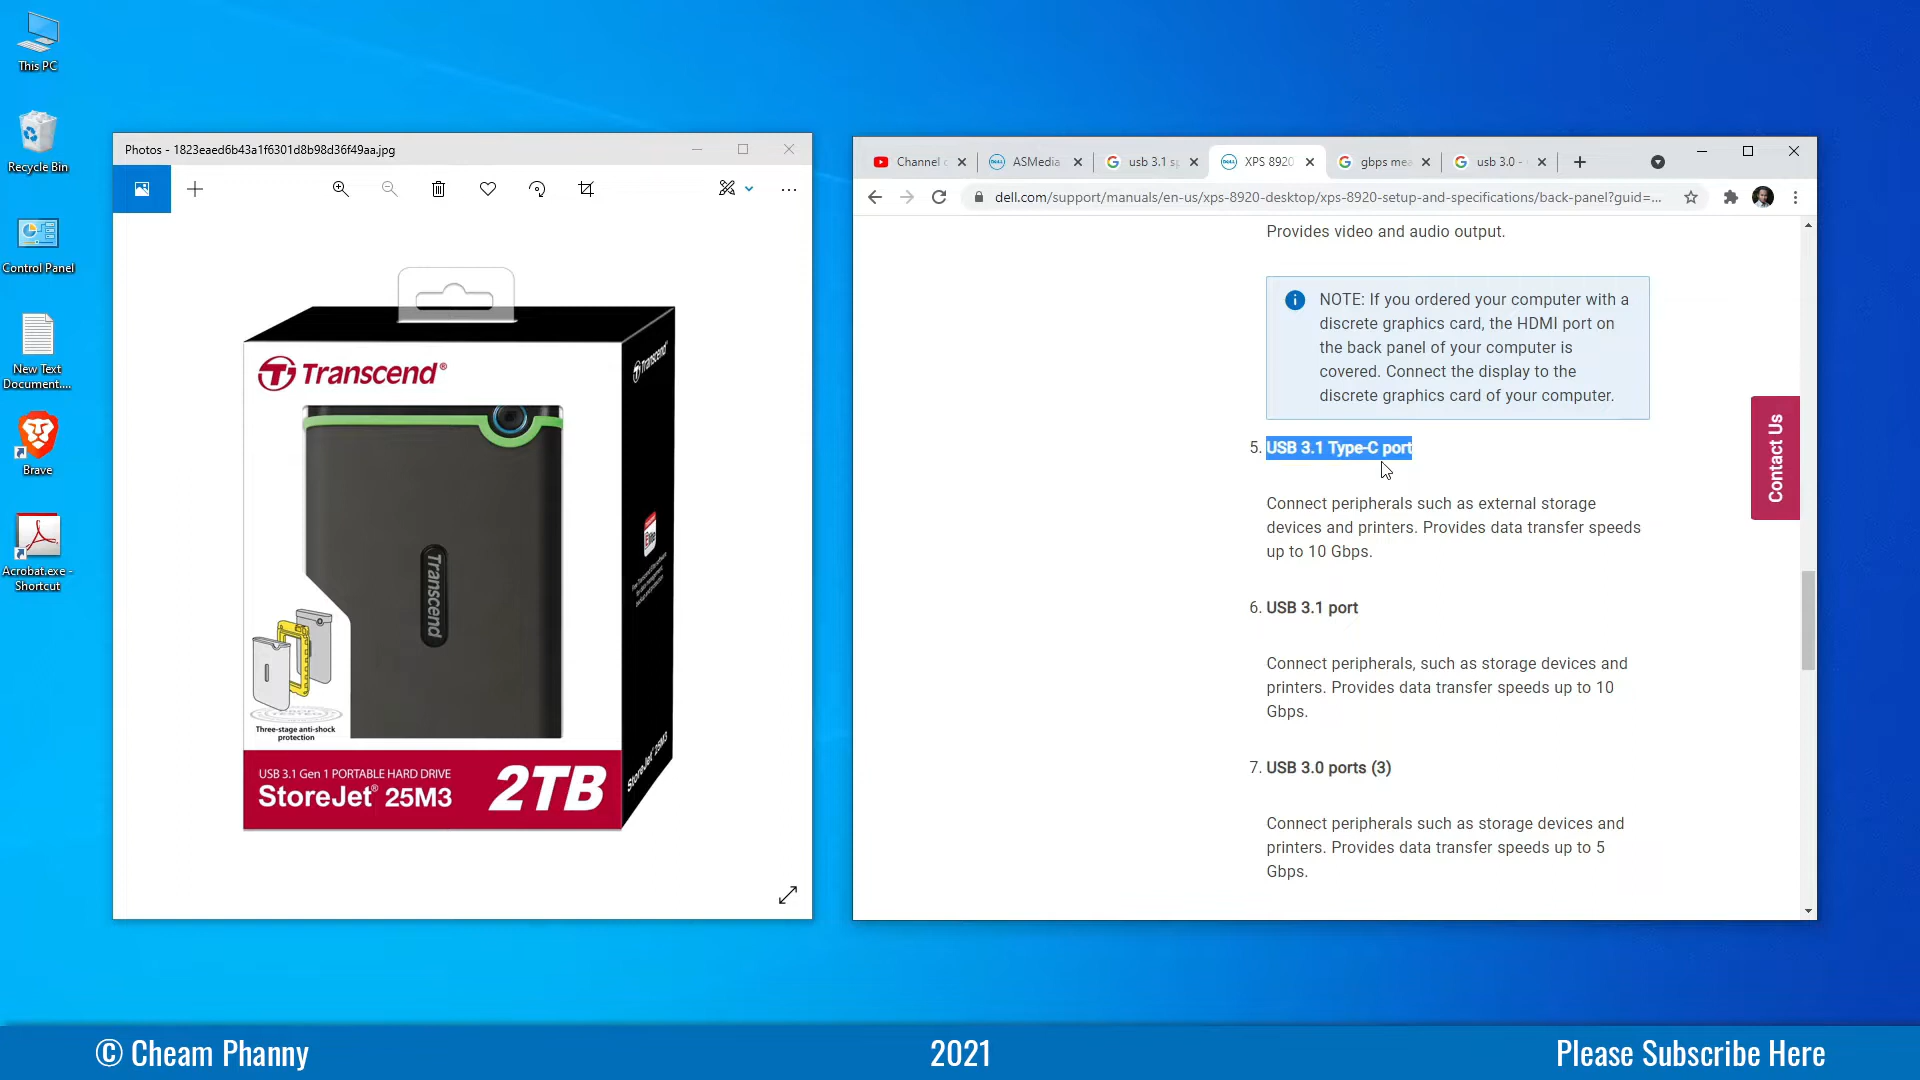 This PC
Recycle Bin
Control Panel
New Text
Document....
Brave
Acrobat.exe -
Shortcut
Photos - 1823eaed6b43a1f6301d8b98d36f49aa.jpg
Transcend®
Transcend
Transcend
Three-stage anti-shock
protection
USB 3.1 Gen 1 PORTABLE HARD DRIVE
StoreJet® 25M3
2TB
StoreJet® 25M3
Channel
ASMedia
usb 3.1 sp
XPS 8920
gbps mea
usb 3.0 -
dell.com/support/manuals/en-us/xps-8920-desktop/xps-8920-setup-and-specifications/back-panel?guid=...
Provides video and audio output.
NOTE: If you ordered your computer with a
discrete graphics card, the HDMI port on
the back panel of your computer is
covered. Connect the display to the
discrete graphics card of your computer.
5. USB 3.1 Type-C port
Connect peripherals such as external storage
devices and printers. Provides data transfer speeds
up to 10 Gbps.
6. USB 3.1 port
Connect peripherals, such as storage devices and
printers. Provides data transfer speeds up to 10
Gbps.
7. USB 3.0 ports (3)
Connect peripherals such as storage devices and
printers. Provides data transfer speeds up to 5
Gbps.
Contact Us
© Cheam Phanny
2021
Please Subscribe Here